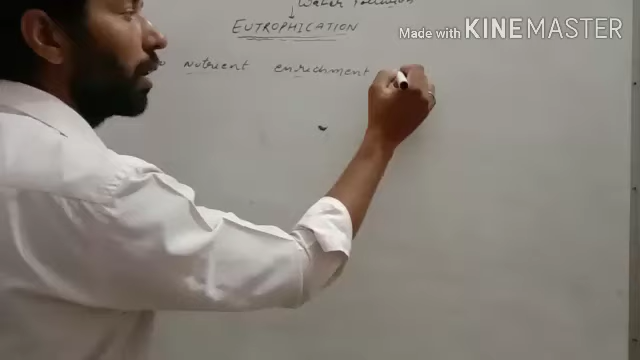 Water Pollution
Made with KINEMASTER
EUTROPHICATION
nutrient enrichment